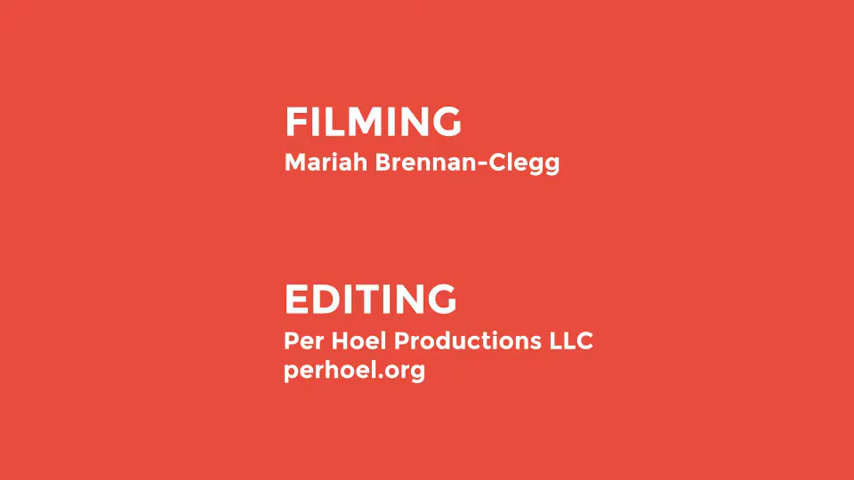 FILMING
Mariah Brennan-Clegg
EDITING
Per Hoel Productions LLC
perhoel.org